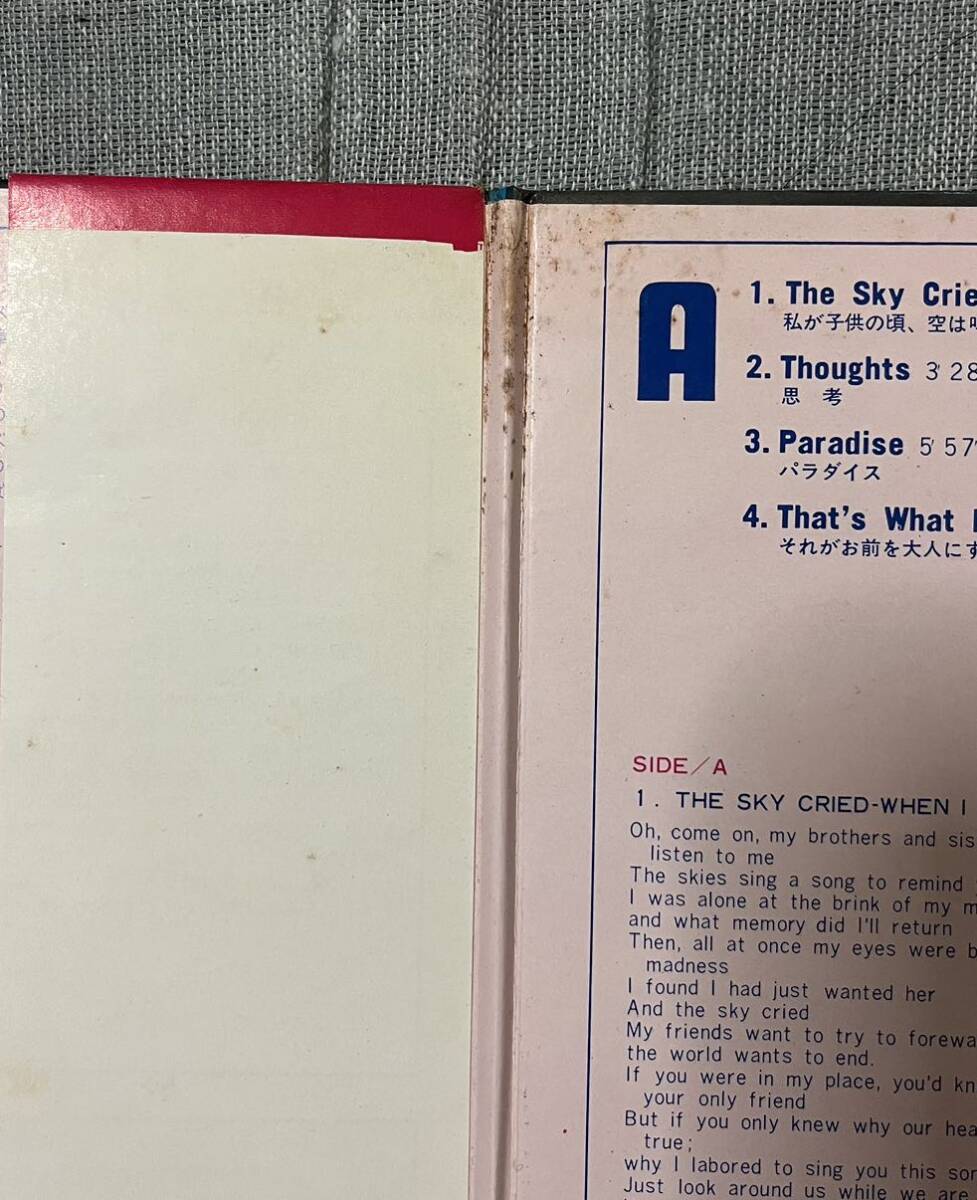 A
1. The Sky Crie
私が子供の頃、空は
2. Thoughts 3'28
思考
3. Paradise 5'57"
パラダイス
4. That's What
それがお前を大人にす
SIDE/A
1. THE SKY CRIED-WHEN I
Oh, come on, my brothers and sis
listen to me
The skies sing a song to remind
I was alone at the brink of my m
and what memory did I'll return
Then, all at once my eyes were b
madness
I found I had just wanted her
And the sky cried
My friends want to try to forewa
the world wants to end.
If you were in my place, you'd kn
your only friend
But if you only knew why our hea
true;
why I labored to sing you this son
Just look around us while we are